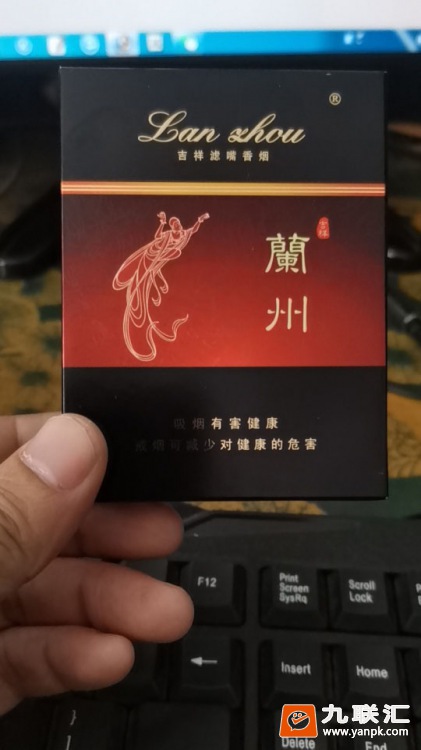 ®
Lan zhou
吉祥滤嘴香烟
吉祥
蘭
州
吸烟有害健康
戒烟可减少对健康的危害
F12
Print
Screen
SysRq
Scroll
Lock
Insert
Home
Delete
End
九联汇
www.yanpk.com